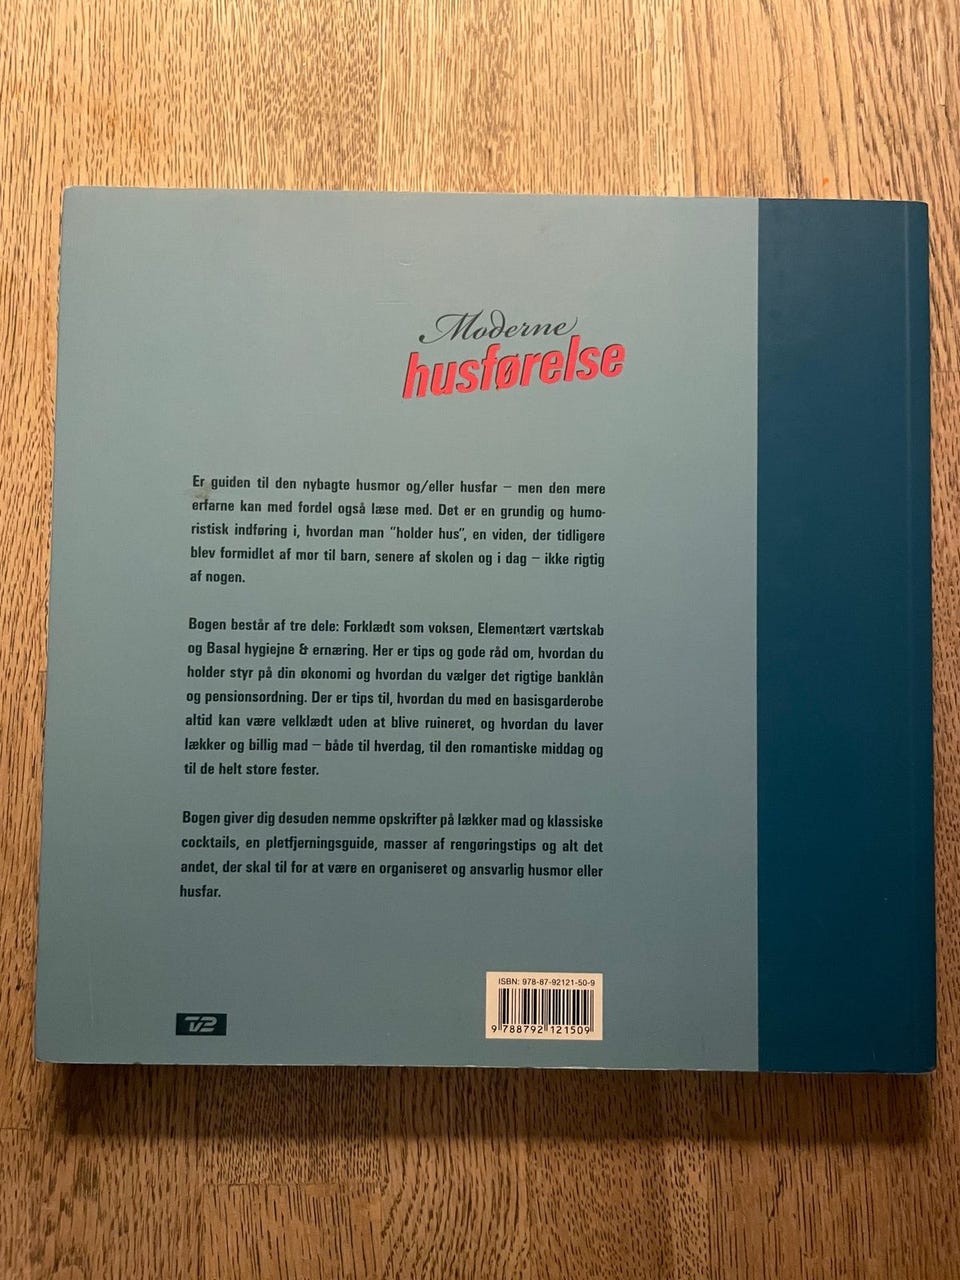 Moderne
husførelse
Er guiden til den nybagte husmor og/eller husfar – men den mere
erfarne kan med fordel også læse med. Det er en grundig og humo-
ristisk indføring i, hvordan man "holder hus", en viden, der tidligere
blev formidlet af mor til barn, senere af skolen og i dag – ikke rigtig
af nogen.
Bogen består af tre dele: Forklædt som voksen, Elementært værtskab
og Basal hygiejne & ernæring. Her er tips og gode råd om, hvordan du
holder styr på din økonomi og hvordan du vælger det rigtige banklån
og pensionsordning. Der er tips til, hvordan du med en basisgarderobe
altid kan være velklædt uden at blive ruineret, og hvordan du laver
lækker og billig mad – både til hverdag, til den romantiske middag og
til de helt store fester.
Bogen giver dig desuden nemme opskrifter på lækker mad og klassiske
cocktails, en pletfjerningsguide, masser af rengøringstips og alt det
andet, der skal til for at være en organiseret og ansvarlig husmor eller
husfar.
ISBN: 978-87-92121-50-9
9 788792 121509
TV2